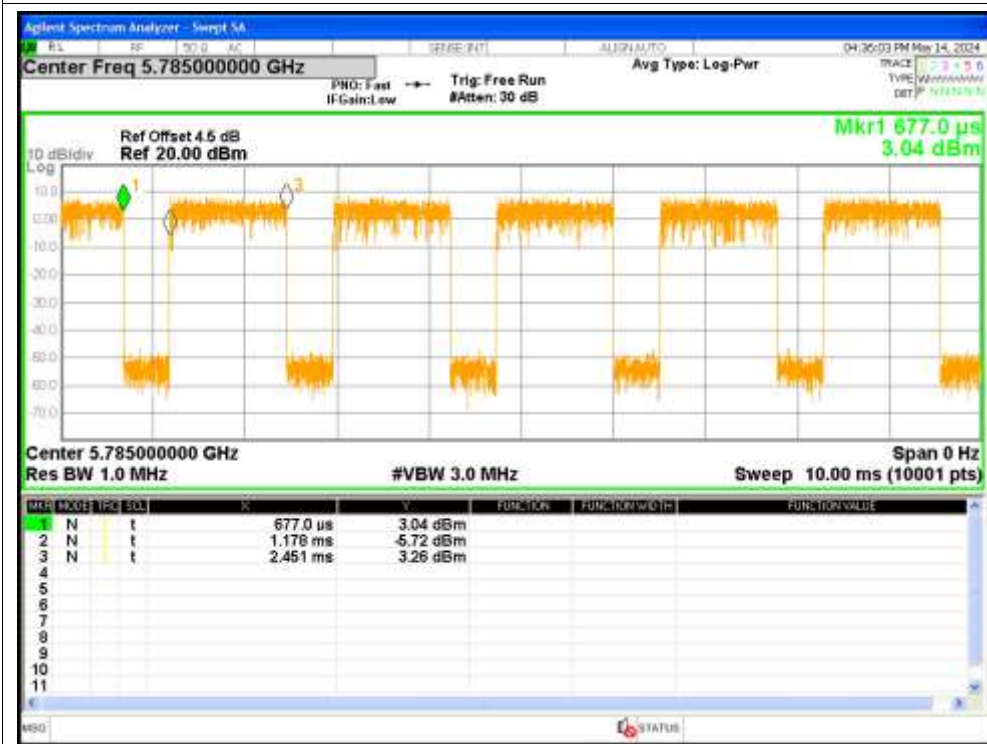 Agilent Spectrum Analyzer - Swept SA
RL RF 50 Ω AC SENSE:INT ALIGN AUTO 04:36:03 PM May 14, 2024
Center Freq 5.785000000 GHz Avg Type: Log-Pwr TRACE 1 2 3 4 5 6
PNO: Fast Trig: Free Run TYPE
IFGain:Low #Atten: 30 dB DET P N N N N N
Mkr1 677.0 µs
Ref Offset 4.5 dB
10 dB/div Ref 20.00 dBm 3.04 dBm
Log
10.0
0.00
-10.0
-20.0
-30.0
-40.0
-50.0
-60.0
-70.0
1
3
Center 5.785000000 GHz Span 0 Hz
Res BW 1.0 MHz #VBW 3.0 MHz Sweep 10.00 ms (10001 pts)
MKR MODE TRC SCL X Y FUNCTION FUNCTION WIDTH FUNCTION VALUE
1 N t 677.0 µs 3.04 dBm
2 N t 1.178 ms -5.72 dBm
3 N t 2.451 ms 3.26 dBm
4
5
6
7
8
9
10
11
MSG STATUS